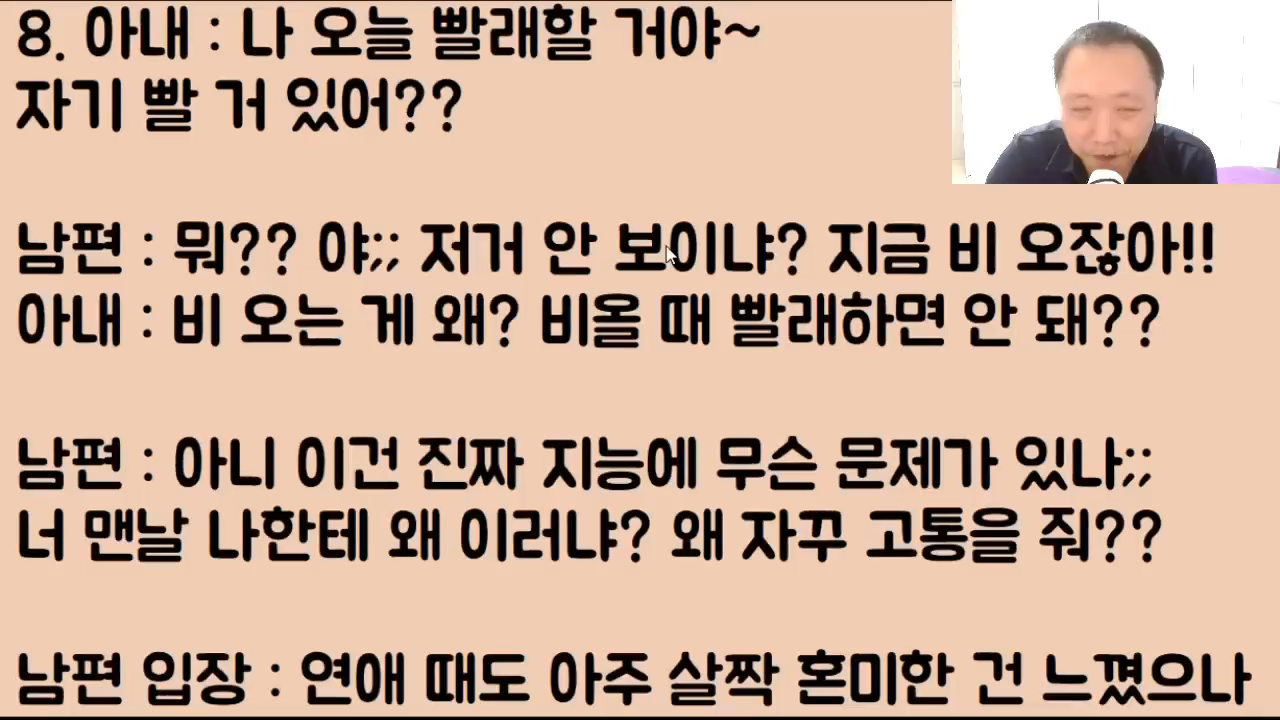 8. 아내 : 나 오늘 빨래할 거야~
자기 빨 거 있어??
남편 : 뭐?? 야;; 저거 안 보이냐? 지금 비 오잖아!!
아내 : 비 오는 게 왜? 비올 때 빨래하면 안 돼??
남편 : 아니 이건 진짜 지능에 무슨 문제가 있나;;
너 맨날 나한테 왜 이러냐? 왜 자꾸 고통을 줘??
남편 입장 : 연애 때도 아주 살짝 혼미한 건 느꼈으나